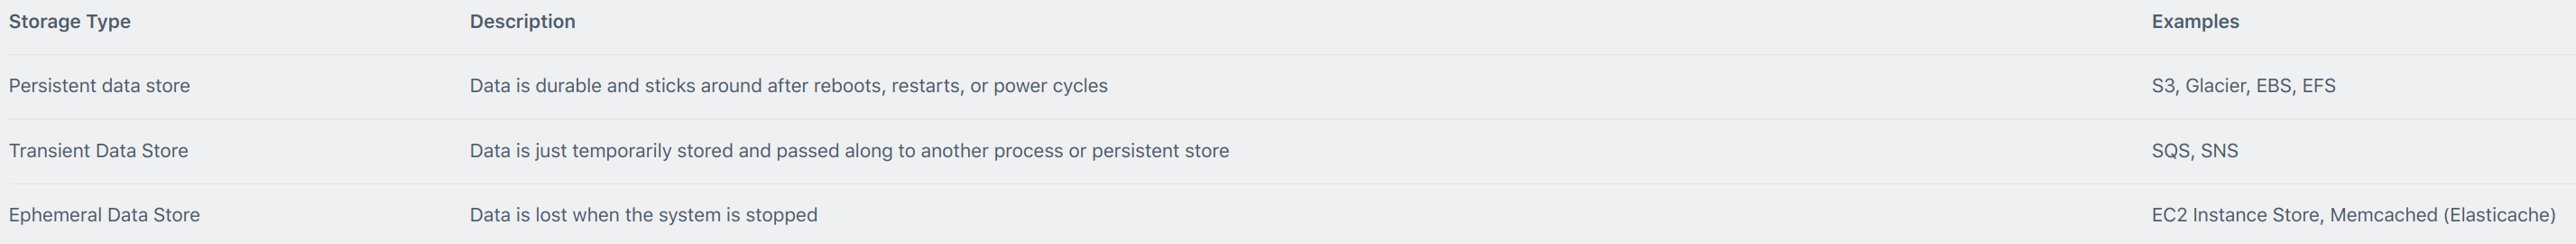 Storage Type Description Examples
Persistent data store Data is durable and sticks around after reboots, restarts, or power cycles S3, Glacier, EBS, EFS
Transient Data Store Data is just temporarily stored and passed along to another process or persistent store SQS, SNS
Ephemeral Data Store Data is lost when the system is stopped EC2 Instance Store, Memcached (Elasticache)